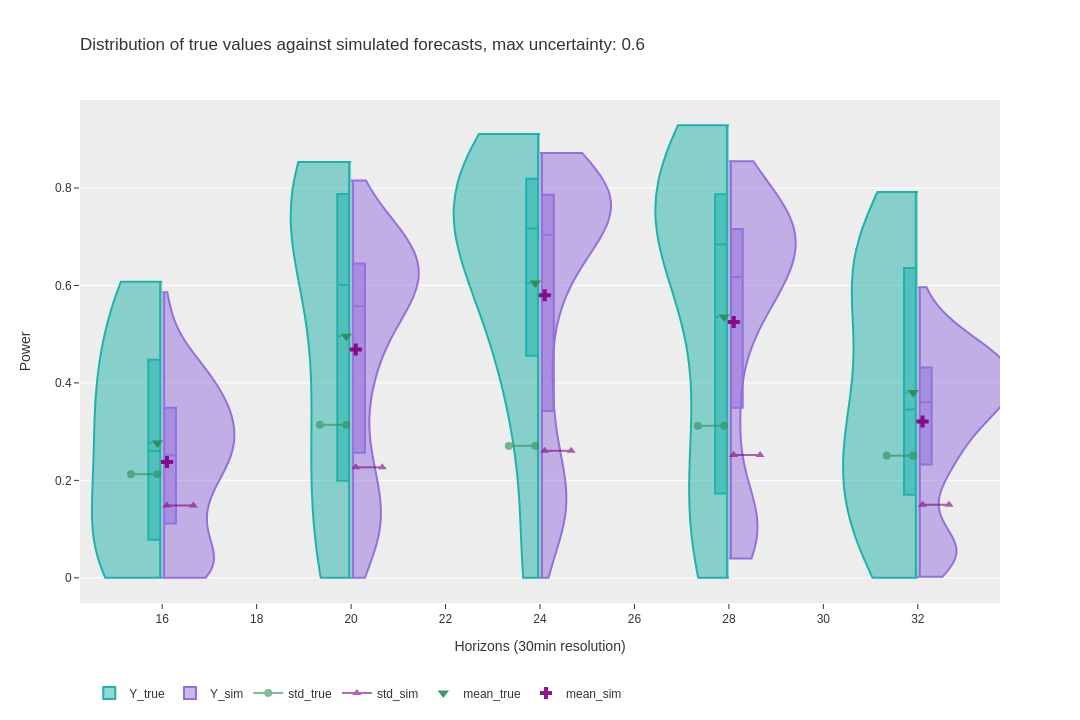 Distribution of true values against simulated forecasts, max uncertainty: 0.6
0.8
0.6
0.4
0.2
0
Power
16 18 20 22 24 26 28 30 32
Horizons (30min resolution)
Y_true Y_sim std_true std_sim mean_true mean_sim